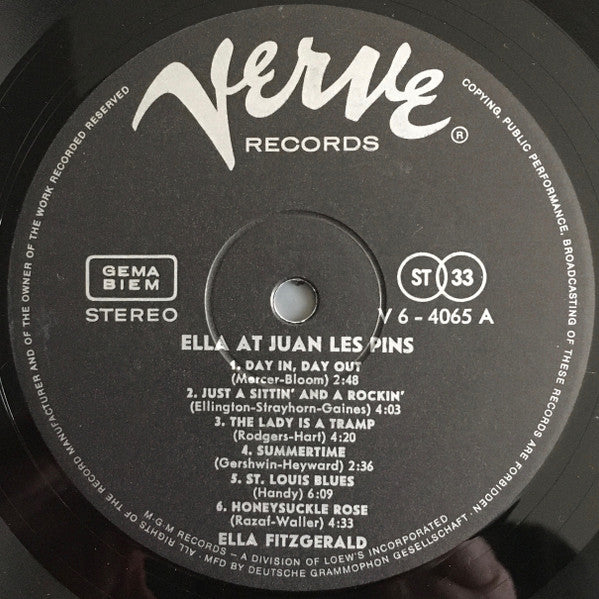 Verve
RECORDS
®
ALL RIGHTS OF THE RECORD MANUFACTURER AND OF THE OWNER OF THE WORK RECORDED RESERVED
COPYING, PUBLIC PERFORMANCE, BROADCASTING OF THESE RECORDS ARE FORBIDDEN
GEMA
BIEM
STEREO
ST 33
V 6 - 4065 A
ELLA AT JUAN LES PINS
1. DAY IN, DAY OUT
(Mercer-Bloom) 2:48
2. JUST A SITTIN' AND A ROCKIN'
(Ellington-Strayhorn-Gaines) 4:03
3. THE LADY IS A TRAMP
(Rodgers-Hart) 4:20
4. SUMMERTIME
(Gershwin-Heyward) 2:36
5. ST. LOUIS BLUES
(Handy) 6:09
6. HONEYSUCKLE ROSE
(Razaf-Waller) 4:33
ELLA FITZGERALD
M·G·M RECORDS – A DIVISION OF LOEW'S INCORPORATED
· MFD BY DEUTSCHE GRAMMOPHON GESELLSCHAFT ·